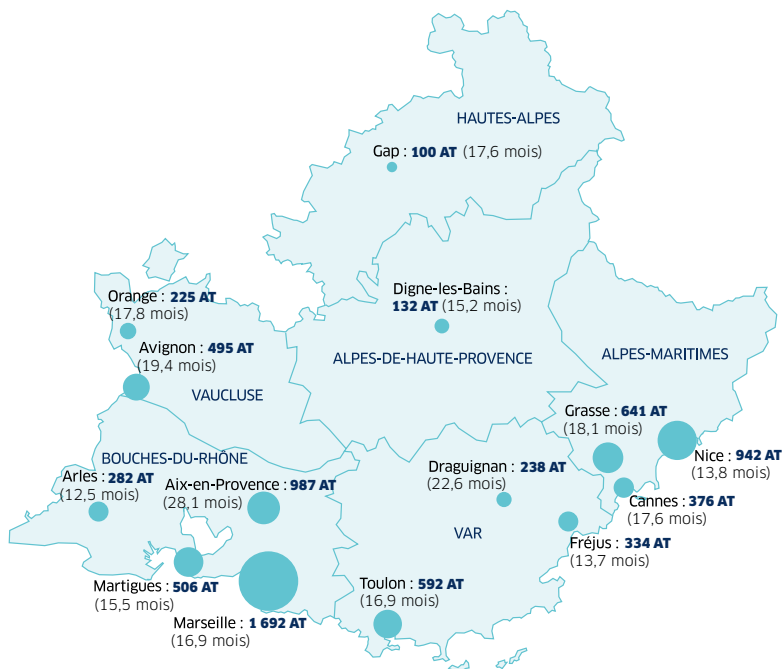 HAUTES-ALPES
Gap : 100 AT (17,6 mois)
Digne-les-Bains :
132 AT (15,2 mois)
ALPES-DE-HAUTE-PROVENCE
Orange : 225 AT
(17,8 mois)
Avignon : 495 AT
(19,4 mois)
VAUCLUSE
ALPES-MARITIMES
Grasse : 641 AT
(18,1 mois)
Nice : 942 AT
(13,8 mois)
Cannes : 376 AT
(17,6 mois)
BOUCHES-DU-RHÔNE
Arles : 282 AT
(12,5 mois)
Aix-en-Provence : 987 AT
(28,1 mois)
Draguignan : 238 AT
(22,6 mois)
VAR
Fréjus : 334 AT
(13,7 mois)
Martigues : 506 AT
(15,5 mois)
Marseille : 1 692 AT
(16,9 mois)
Toulon : 592 AT
(16,9 mois)